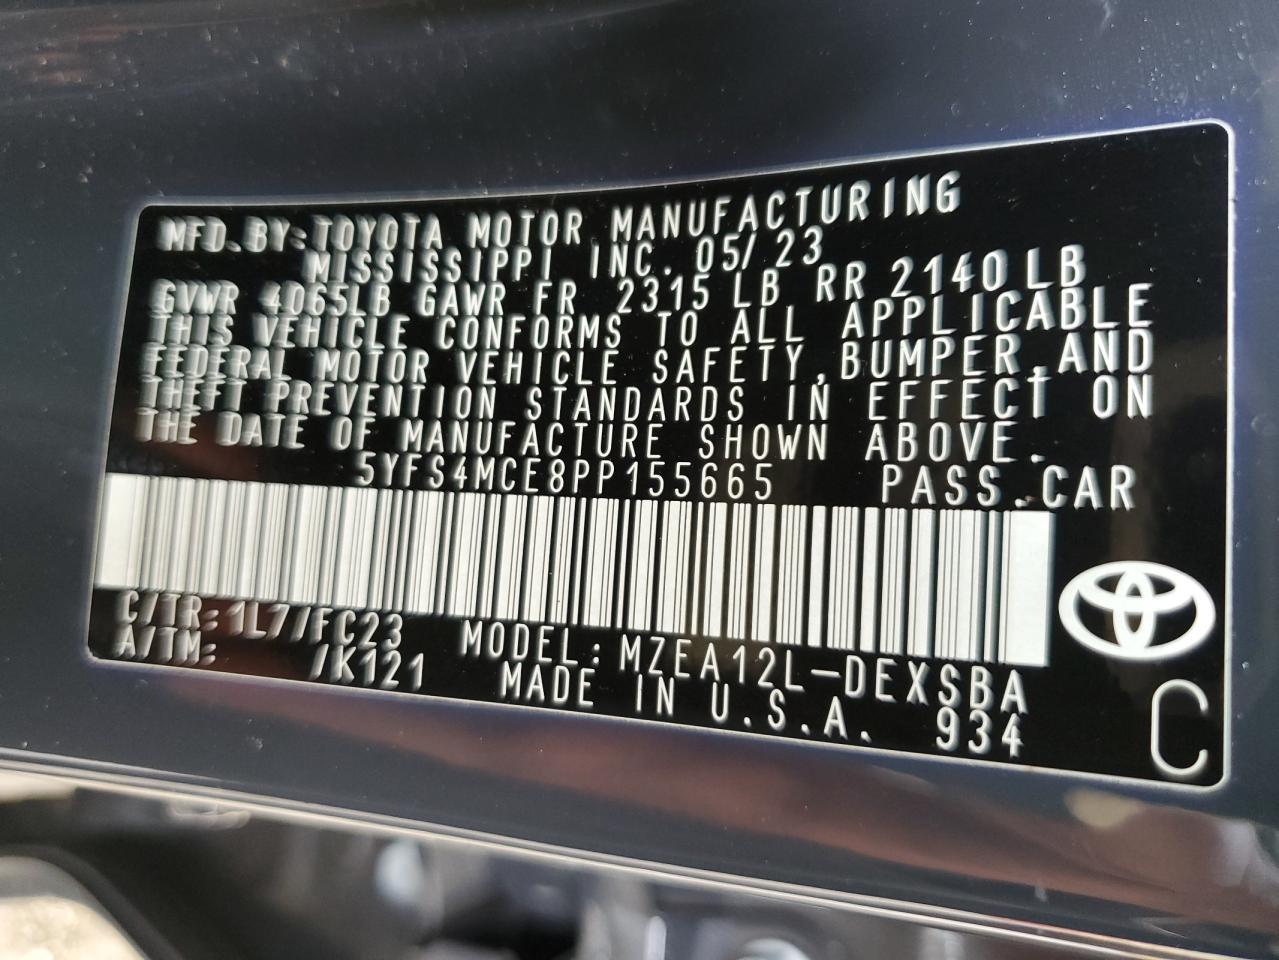 MFD.BY:TOYOTA MOTOR MANUFACTURING
MISSISSIPPI INC. 05/23
GVWR 4065LB GAWR FR 2315 LB RR 2140LB
THIS VEHICLE CONFORMS TO ALL APPLICABLE
FEDERAL MOTOR VEHICLE SAFETY,BUMPER,AND
THEFT PREVENTION STANDARDS IN EFFECT ON
THE DATE OF MANUFACTURE SHOWN ABOVE.
5YFS4MCE8PP155665 PASS.CAR
C/TR:1L7/FC23 MODEL:MZEA12L-DEXSBA
A/TM: /K121 MADE IN U.S.A. 934
C